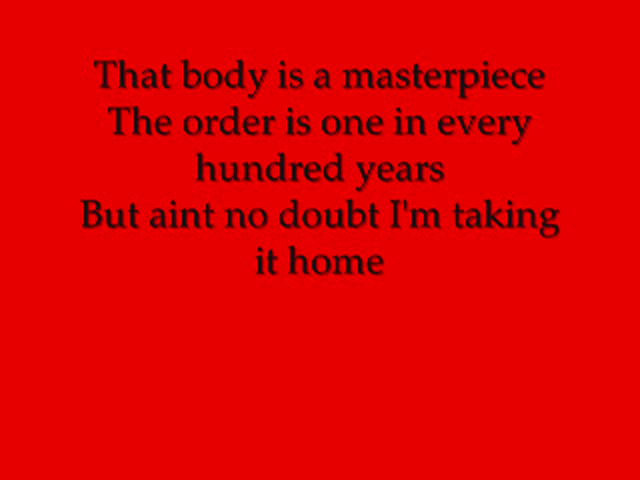 That body is a masterpiece
The order is one in every
hundred years
But aint no doubt I'm taking
it home